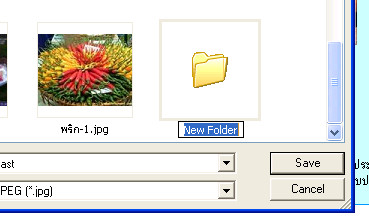 พริก-1.jpg
New Folder
ast
Save
PEG (*.jpg)
Cancel